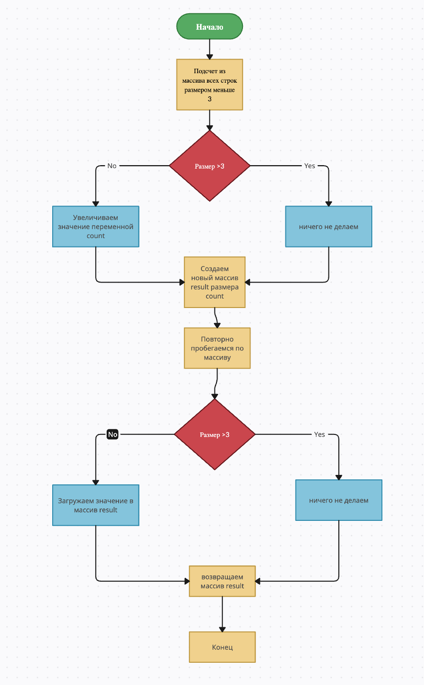 Начало
Подсчет из
массива всех строк
размером меньше
3
Размер >3
No
Yes
Увеличиваем
значение переменной
count
ничего не делаем
Создаем
новый массив
result размера
count
Повторно
пробегаемся по
массиву
Размер >3
No
Yes
Загружаем значение в
массив result
ничего не делаем
возвращаем
массив result
Конец